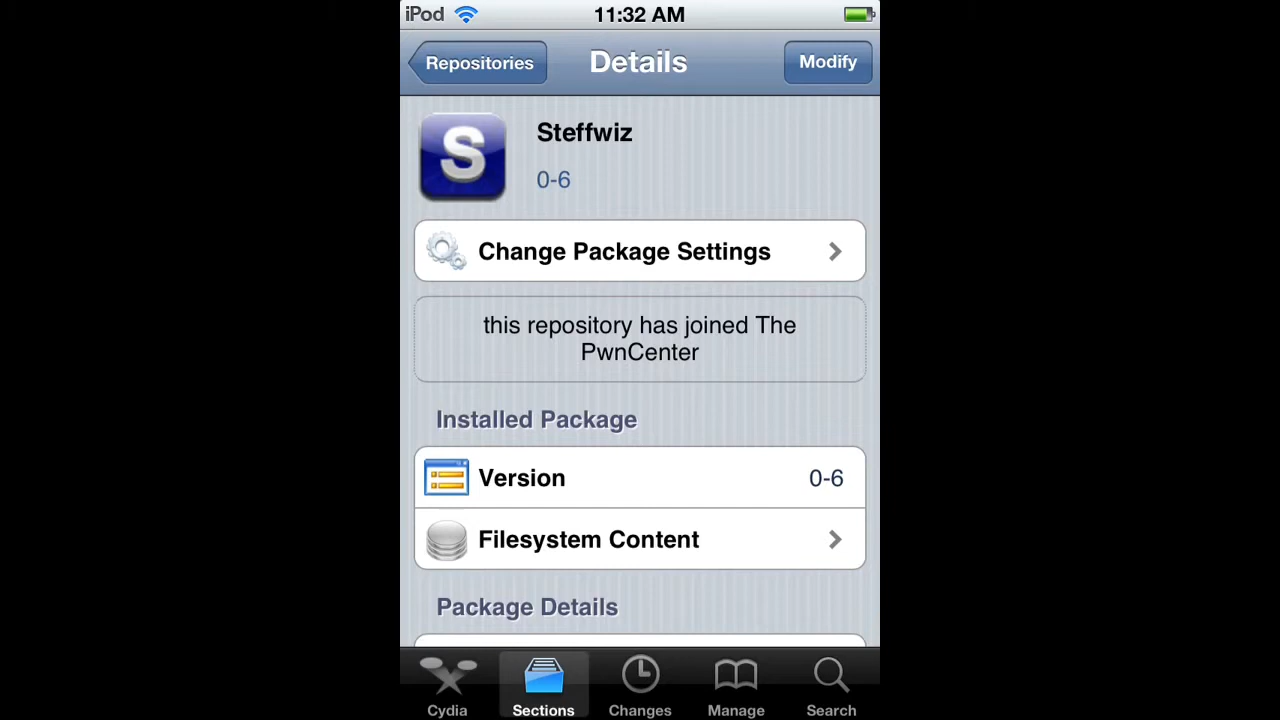 iPod 11:32 AM
Repositories Details Modify
S
Steffwiz
0-6
Change Package Settings
this repository has joined The
PwnCenter
Installed Package
Version 0-6
Filesystem Content
Package Details
Cydia Sections Changes Manage Search